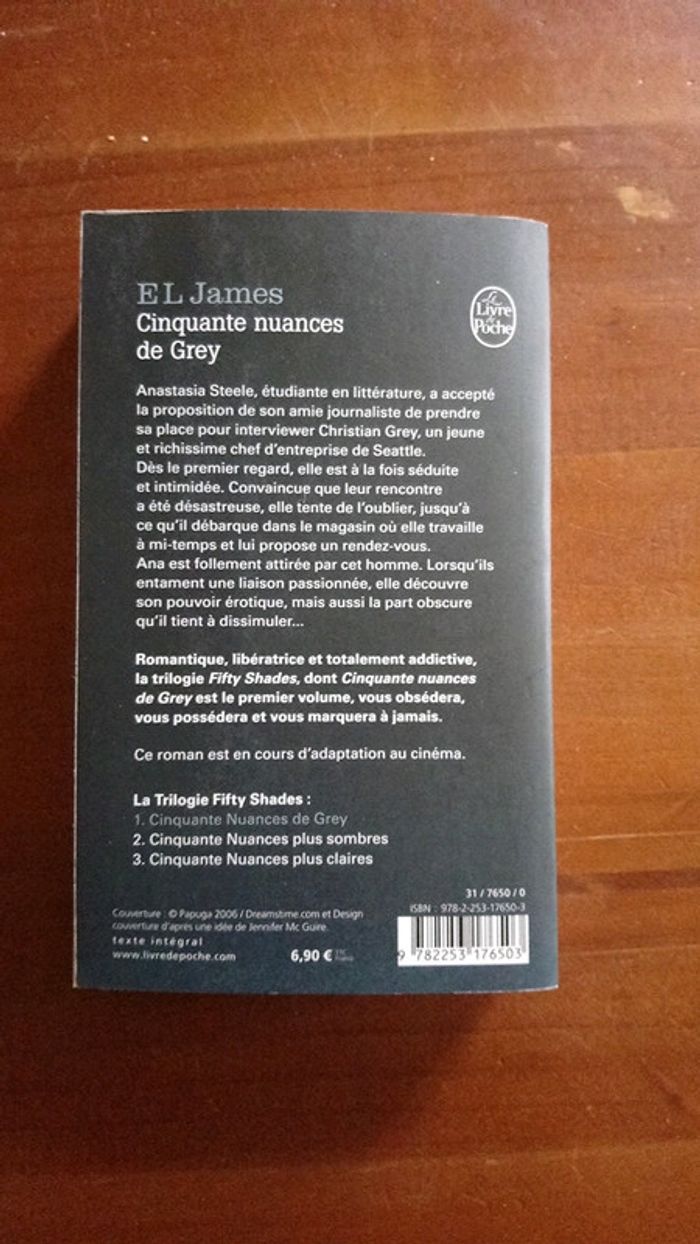 E L James
Le
Livre
de
Poche
Cinquante nuances
de Grey
Anastasia Steele, étudiante en littérature, a accepté
la proposition de son amie journaliste de prendre
sa place pour interviewer Christian Grey, un jeune
et richissime chef d'entreprise de Seattle.
Dès le premier regard, elle est à la fois séduite
et intimidée. Convaincue que leur rencontre
a été désastreuse, elle tente de l'oublier, jusqu'à
ce qu'il débarque dans le magasin où elle travaille
à mi-temps et lui propose un rendez-vous.
Ana est follement attirée par cet homme. Lorsqu'ils
entament une liaison passionnée, elle découvre
son pouvoir érotique, mais aussi la part obscure
qu'il tient à dissimuler...
Romantique, libératrice et totalement addictive,
la trilogie Fifty Shades, dont Cinquante nuances
de Grey est le premier volume, vous obsédera,
vous possédera et vous marquera à jamais.
Ce roman est en cours d'adaptation au cinéma.
La Trilogie Fifty Shades :
1. Cinquante Nuances de Grey
2. Cinquante Nuances plus sombres
3. Cinquante Nuances plus claires
31 / 7650 / 0
ISBN : 978-2-253-17650-3
Couverture : © Papuga 2006 / Dreamstime.com et Design
couverture d'après une idée de Jennifer Mc Guire.
texte intégral
www.livredepoche.com
6,90 € TTC
France
9 782253 176503